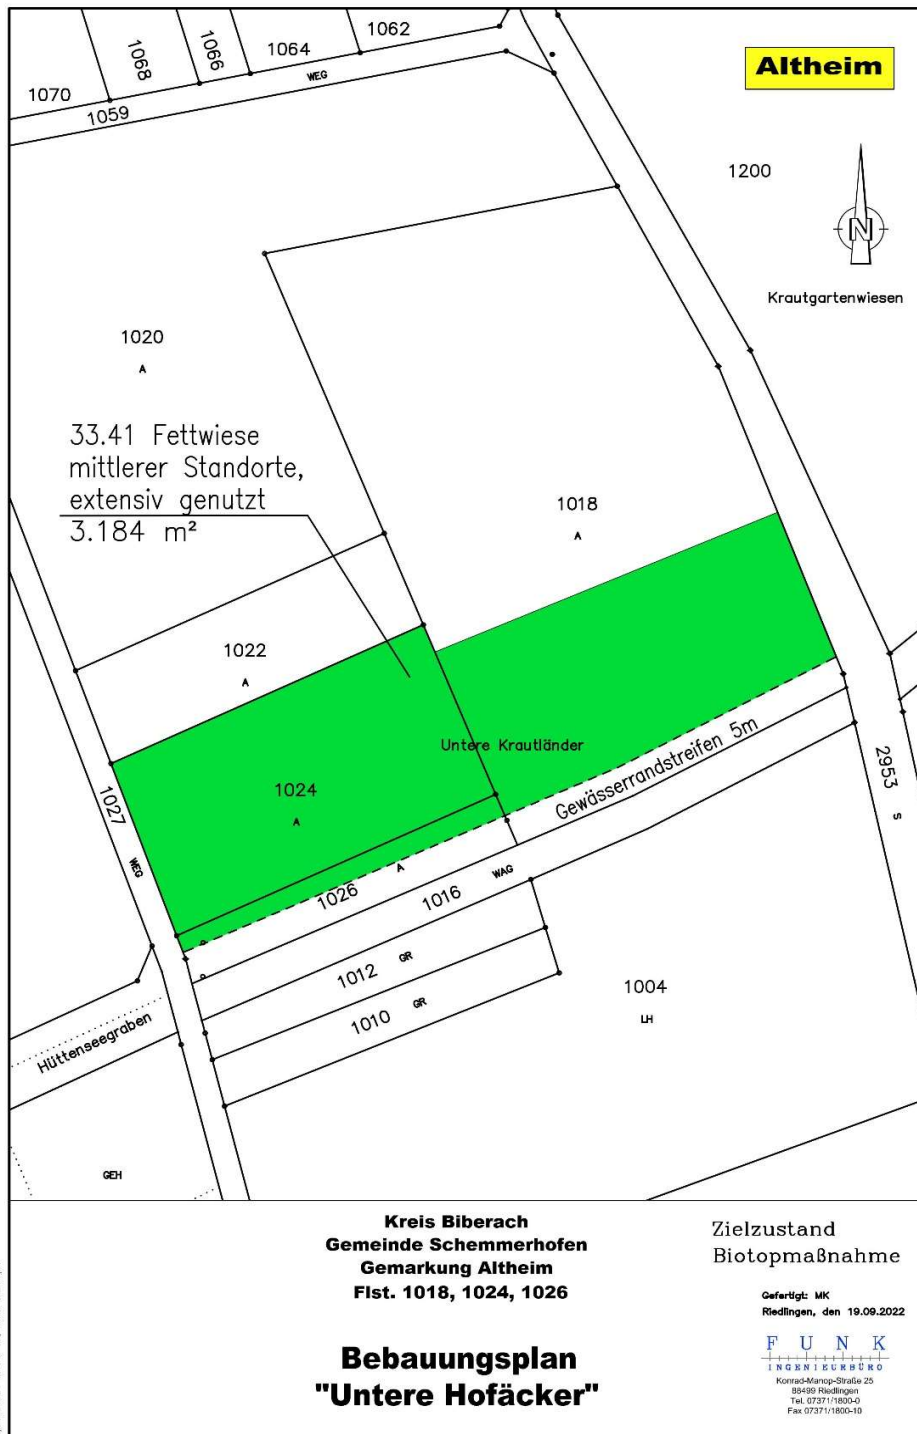 1062
1064
1066
1068
1070
WEG
1059
Altheim
1200
N
Krautgartenwiesen
1020
A
33.41 Fettwiese
mittlerer Standorte,
extensiv genutzt
3.184 m²
1018
A
1022
A
Untere Krautländer
Gewässerrandstreifen 5m
1024
A
1027
WEG
2953
S
1026
A
1016
WAG
1012
GR
1010
GR
1004
LH
Hüttenseegraben
GEH
Kreis Biberach
Gemeinde Schemmerhofen
Gemarkung Altheim
Flst. 1018, 1024, 1026
Bebauungsplan
"Untere Hofäcker"
Zielzustand
Biotopmaßnahme
Gefertigt: MK
Riedlingen, den 19.09.2022
FUNK
INGENIEURBÜRO
Konrad-Manop-Straße 25
88499 Riedlingen
Tel. 07371/1800-0
Fax 07371/1800-10